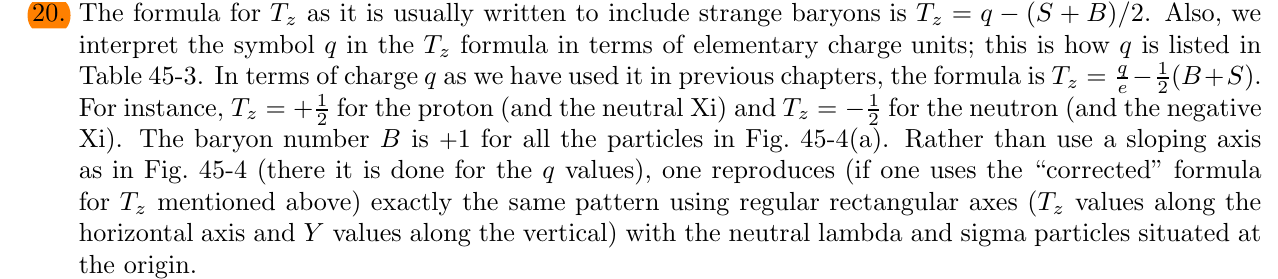 20. The formula for T_z as it is usually written to include strange baryons is T_z = q − (S + B)/2. Also, we
interpret the symbol q in the T_z formula in terms of elementary charge units; this is how q is listed in
Table 45-3. In terms of charge q as we have used it in previous chapters, the formula is T_z = q/e − 1/2(B+S).
For instance, T_z = +1/2 for the proton (and the neutral Xi) and T_z = −1/2 for the neutron (and the negative
Xi). The baryon number B is +1 for all the particles in Fig. 45-4(a). Rather than use a sloping axis
as in Fig. 45-4 (there it is done for the q values), one reproduces (if one uses the “corrected” formula
for T_z mentioned above) exactly the same pattern using regular rectangular axes (T_z values along the
horizontal axis and Y values along the vertical) with the neutral lambda and sigma particles situated at
the origin.